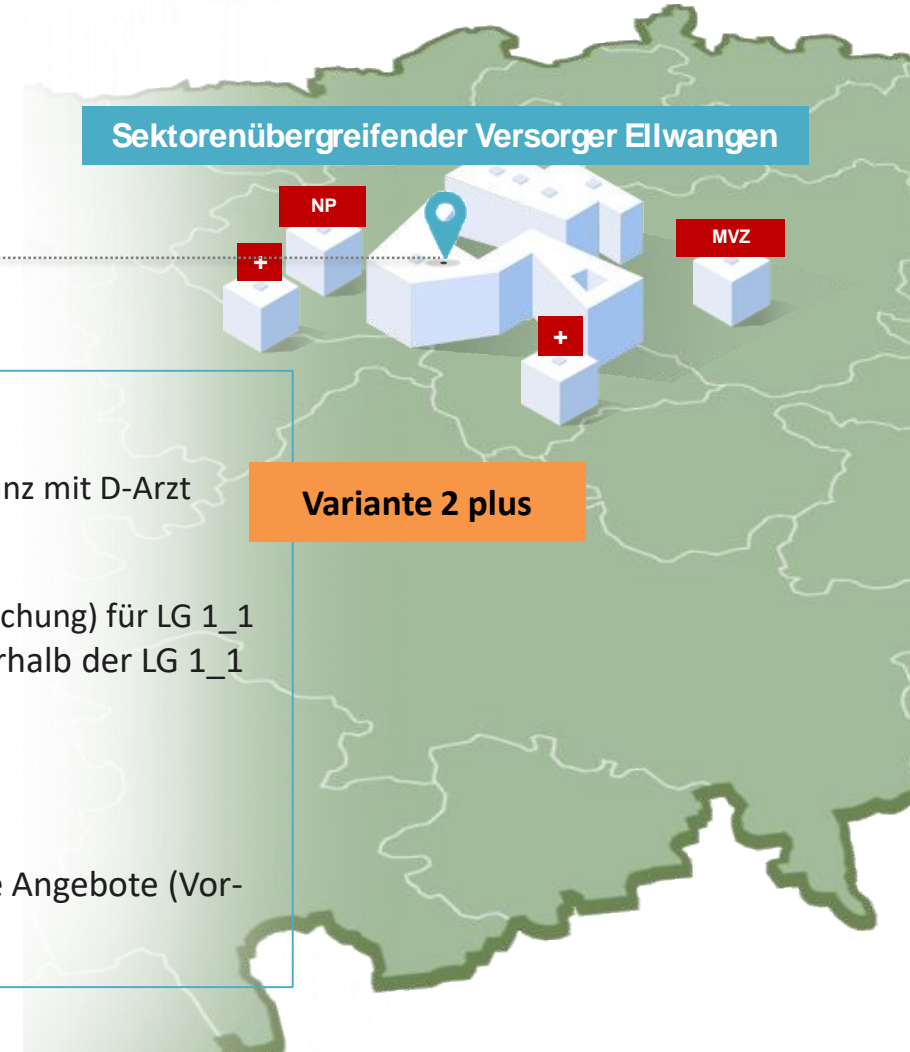 Sektorenübergreifender Versorger Ellwangen
NP
MVZ
+
+
nz mit D-Arzt
Variante 2 plus
chung) für LG 1_1
rhalb der LG 1_1
e Angebote (Vor-